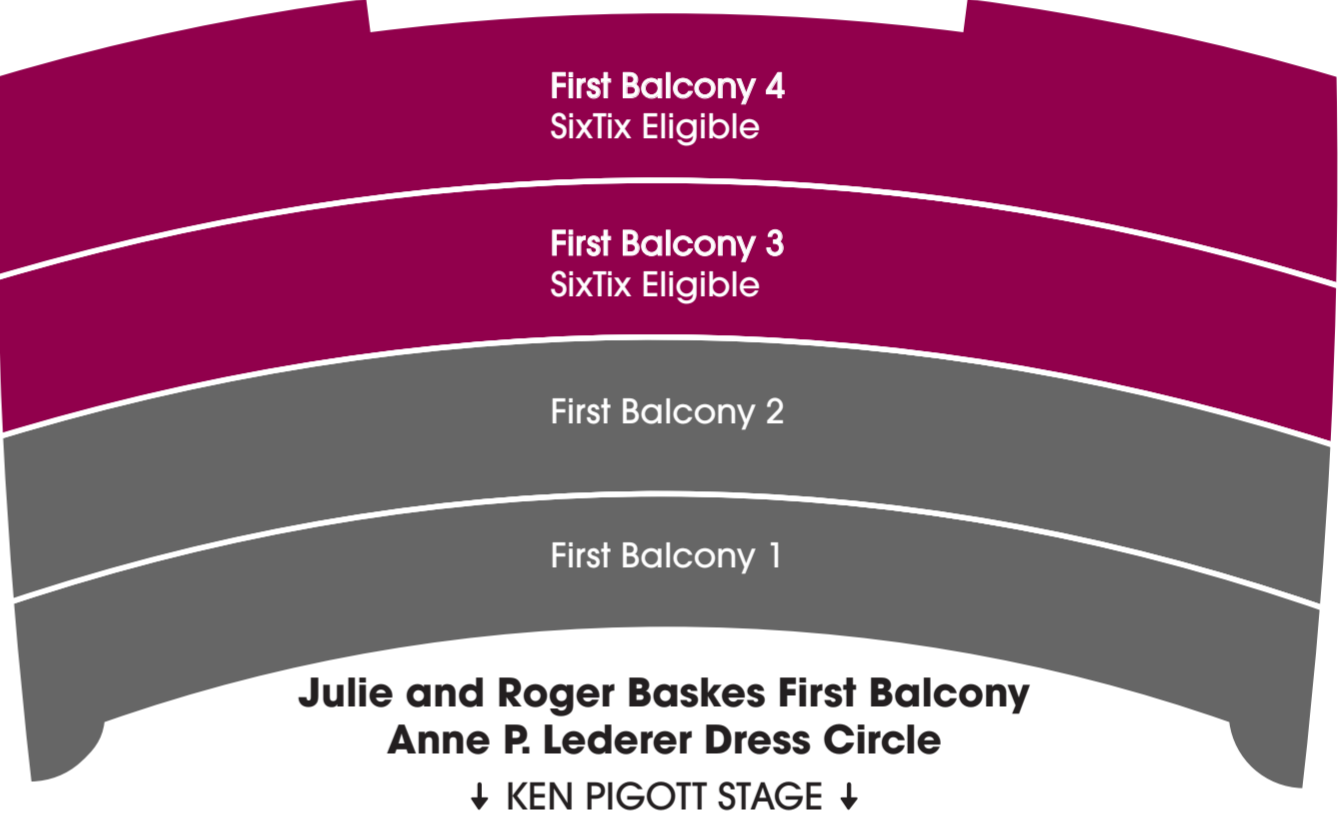 First Balcony 4
SixTix Eligible
First Balcony 3
SixTix Eligible
First Balcony 2
First Balcony 1
Julie and Roger Baskes First Balcony
Anne P. Lederer Dress Circle
↓ KEN PIGOTT STAGE ↓